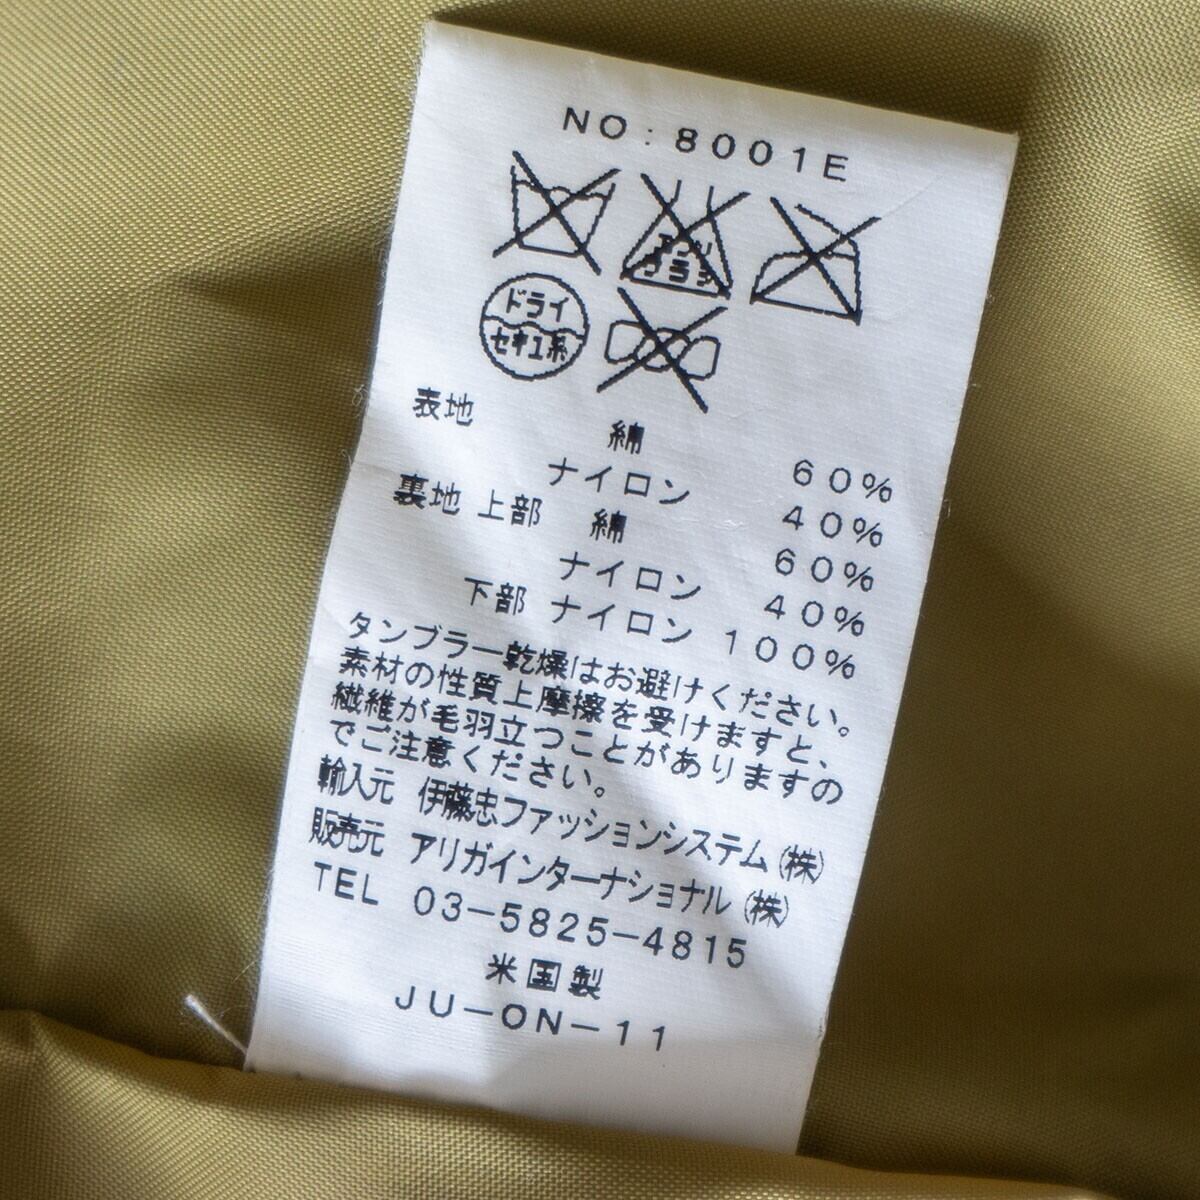 NO:8001E
エンソ
サラシ
ドライ
セキユ系
表地 綿 60%
ナイロン 40%
裏地 上部 綿 60%
ナイロン 40%
下部 ナイロン 100%
タンブラー乾燥はお避けください。
素材の性質上摩擦を受けますと、
繊維が毛羽立つことがありますの
でご注意ください。
輸入元 伊藤忠ファッションシステム(株)
販売元 アリガインターナショナル(株)
TEL 03-5825-4815
米国製
JU-ON-11